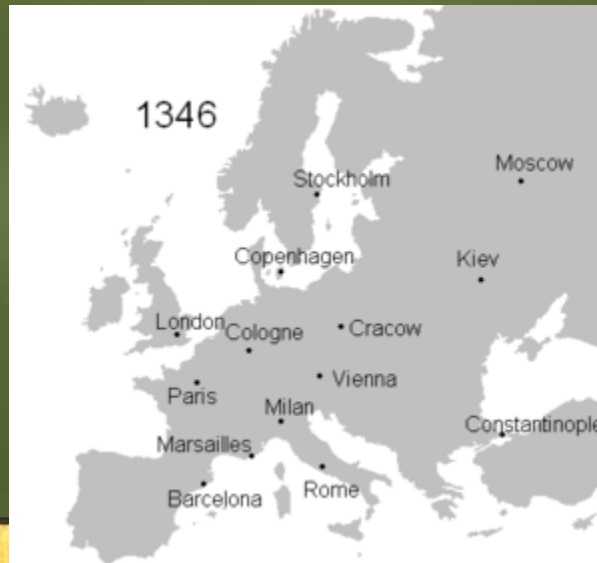 1346
Moscow
Stockholm
Copenhagen
Kiev
London
Cologne
Cracow
Paris
Vienna
Milan
Constantinople
Marsailles
Barcelona
Rome